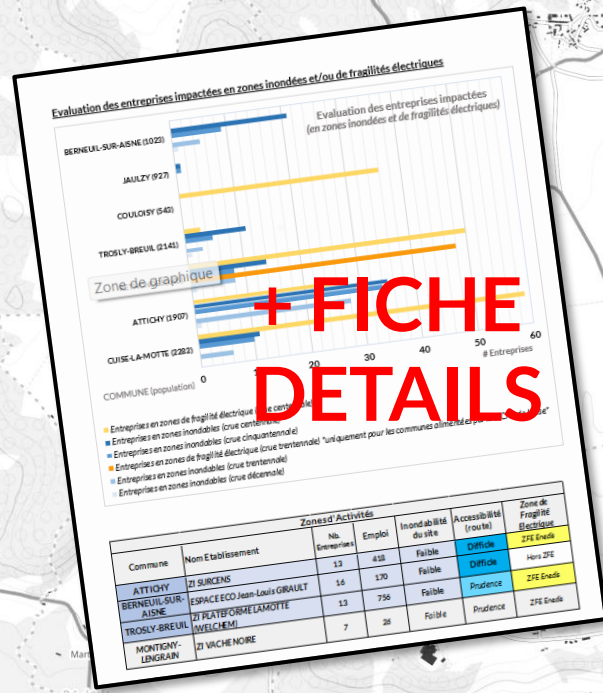 Evaluation des entreprises impactées en zones inondées et/ou de fragilités électriques
Evaluation des entreprises impactées
(en zones inondées et de fragilités électriques)
BERNEUIL-SUR-AISNE (1023)
JAULZY (927)
COULOISY (543)
TROSLY-BREUIL (2141)
Zone de graphique
ATTICHY (1907)
CUISE-LA-MOTTE (2282)
0 20 30 40 50 60
# Entreprises
COMMUNE (population)
+ FICHE
DETAILS
Entreprises en zones de fragilité électrique
Entreprises en zones inondables (crue centennale)
Entreprises en zones inondables (crue cinquantennale)
Entreprises en zones de fragilité électrique (crue trentennale) *uniquement pour les communes alimentées
Entreprises en zones inondables (crue trentennale)
Entreprises en zones inondables (crue décennale)
Zones d'Activités
Commune Nom Etablissement Nb. Entreprises Emploi Inondabilité du site Accessibilité (route) Zone de Fragilité Electrique
ATTICHY ZI SURCENS 13 418 Faible Difficile ZFE Enedis
BERNEUIL-SUR-AISNE ESPACE ECO Jean-Louis GIRAULT 16 170 Faible Difficile Hors ZFE
TROSLY-BREUIL ZI PLATEFORME LAMOTTE (WELCHEM) 13 756 Faible Prudence ZFE Enedis
MONTIGNY-LENGRAIN ZI VACHE NOIRE 7 26 Faible Prudence ZFE Enedis